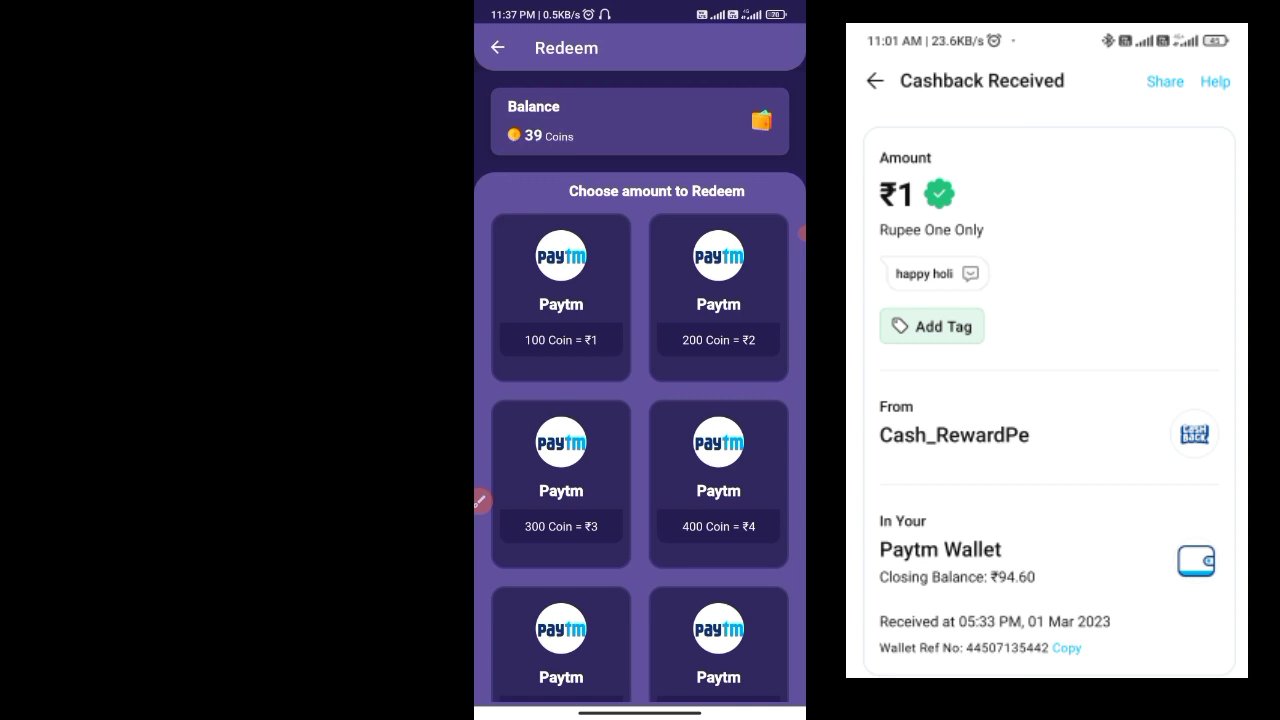 11:37 PM | 0.5KB/s
70
Redeem
Balance
39 Coins
Choose amount to Redeem
paytm
Paytm
100 Coin = ₹1
paytm
Paytm
200 Coin = ₹2
paytm
Paytm
300 Coin = ₹3
paytm
Paytm
400 Coin = ₹4
paytm
Paytm
paytm
Paytm
11:01 AM | 23.6KB/s
45
Cashback Received
Share Help
Amount
₹1
Rupee One Only
happy holi
Add Tag
From
Cash_RewardPe
CASH
BACK
In Your
Paytm Wallet
Closing Balance: ₹94.60
Received at 05:33 PM, 01 Mar 2023
Wallet Ref No: 44507135442 Copy